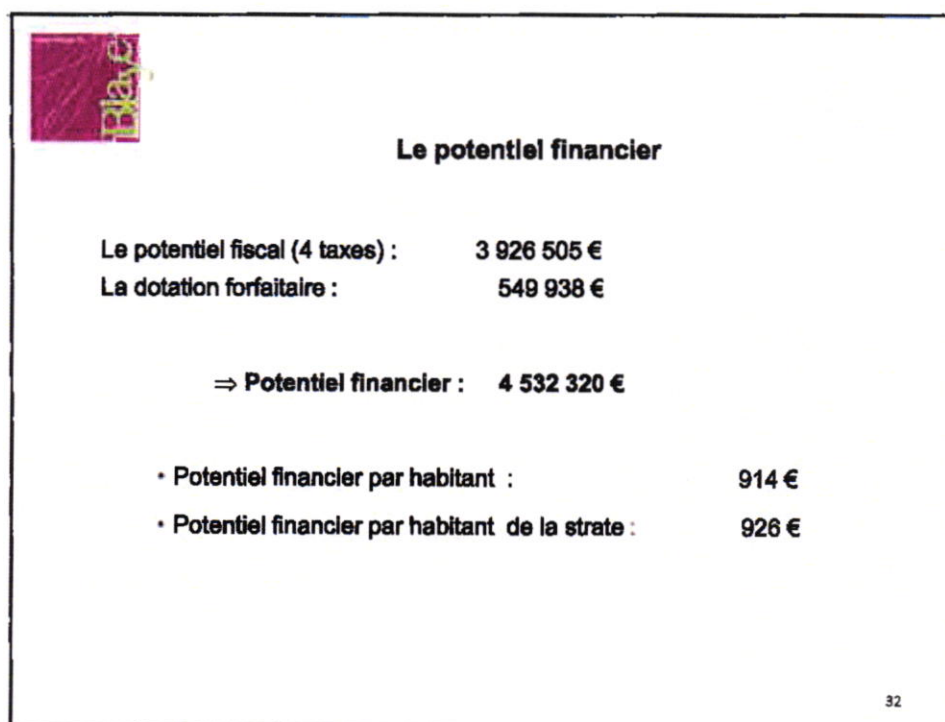 Blaye
Le potentiel financier
Le potentiel fiscal (4 taxes) : 3 926 505 €
La dotation forfaitaire : 549 938 €
⇒ Potentiel financier : 4 532 320 €
• Potentiel financier par habitant : 914 €
• Potentiel financier par habitant de la strate : 926 €
32